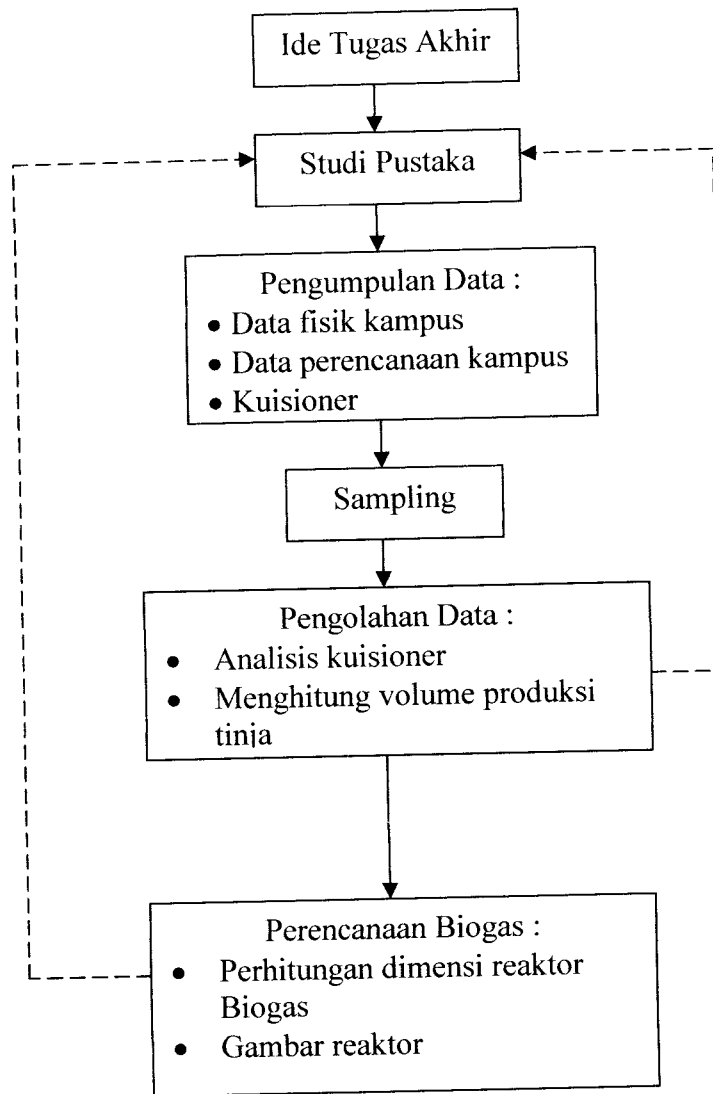 Ide Tugas Akhir
Studi Pustaka
Pengumpulan Data :
• Data fisik kampus
• Data perencanaan kampus
• Kuisioner
Sampling
Pengolahan Data :
• Analisis kuisioner
• Menghitung volume produksi
tinja
Perencanaan Biogas :
• Perhitungan dimensi reaktor
Biogas
• Gambar reaktor